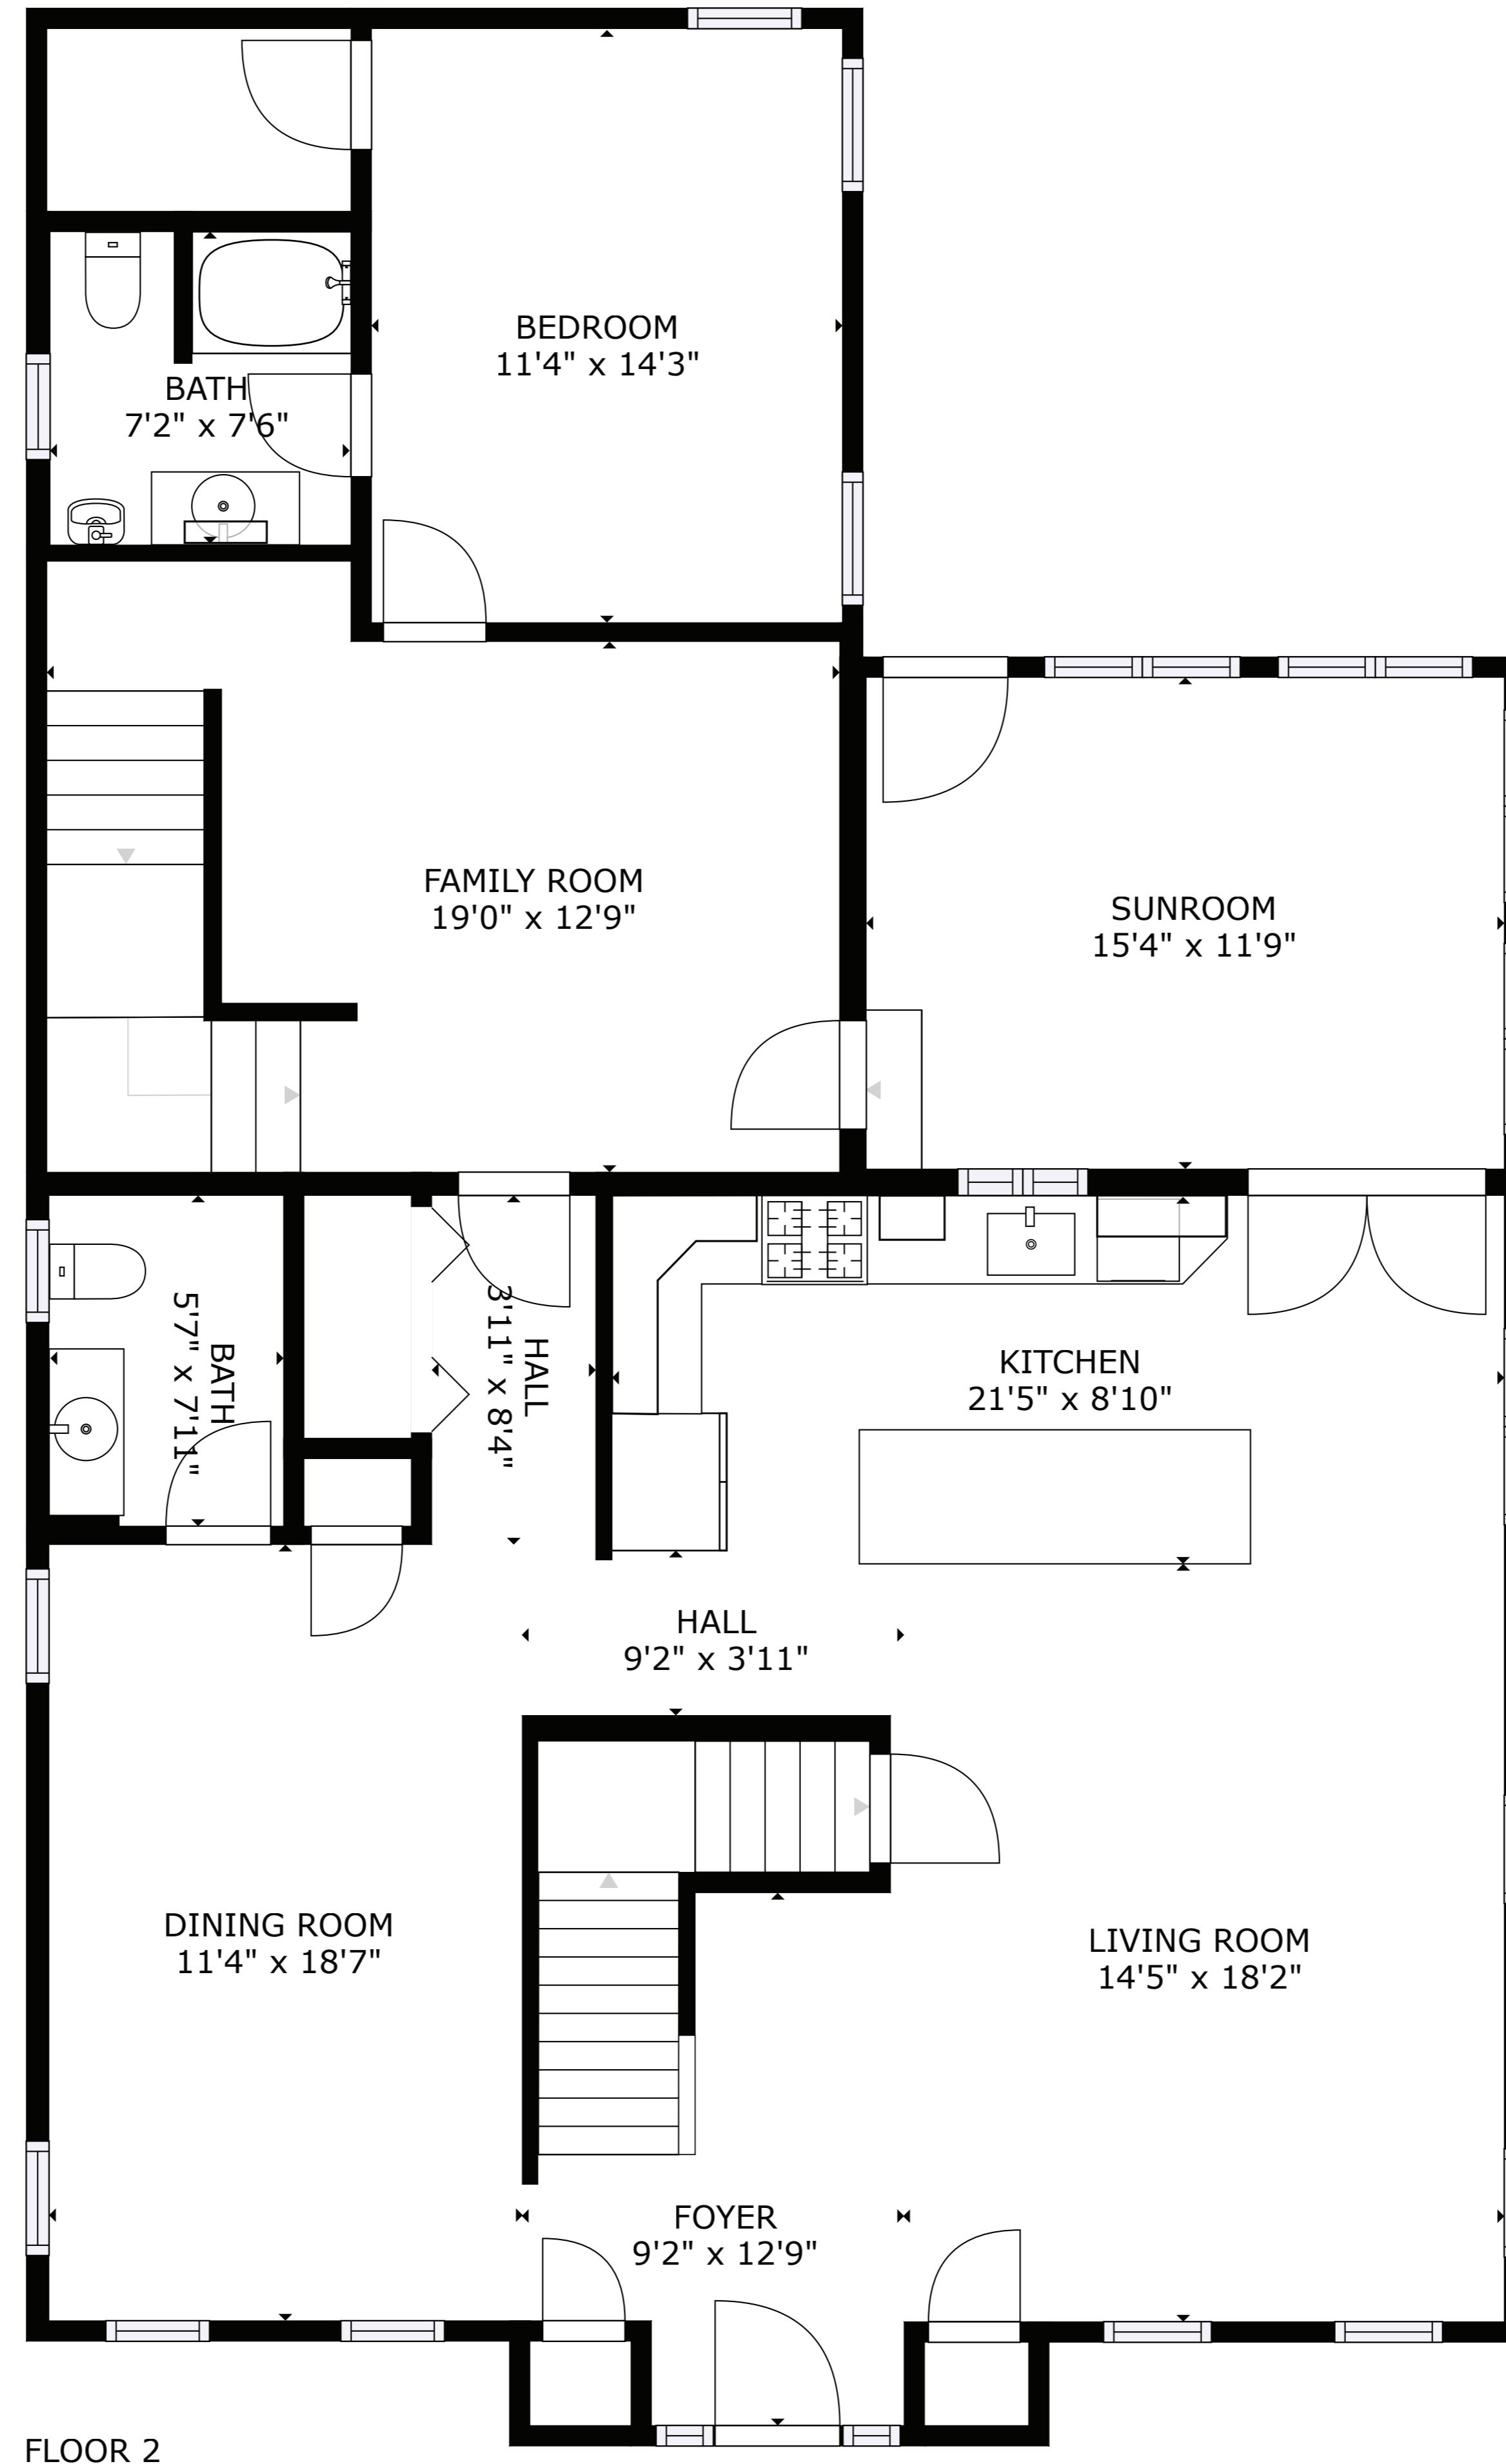 BEDROOM
11'4" x 14'3"
BATH
7'2" x 7'6"
FAMILY ROOM
19'0" x 12'9"
SUNROOM
15'4" x 11'9"
BATH
5'7" x 7'11"
HALL
3'11" x 8'4"
KITCHEN
21'5" x 8'10"
HALL
9'2" x 3'11"
DINING ROOM
11'4" x 18'7"
LIVING ROOM
14'5" x 18'2"
FOYER
9'2" x 12'9"
FLOOR 2